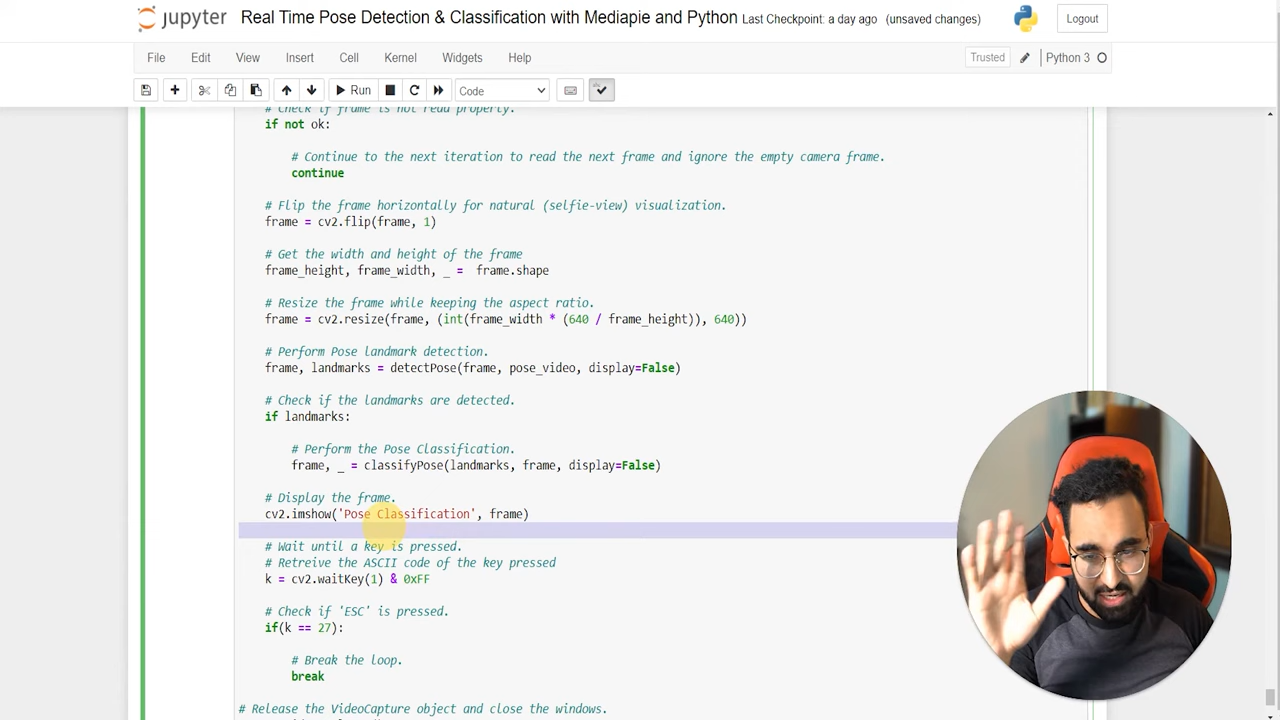 jupyter Real Time Pose Detection & Classification with Mediapie and Python Last Checkpoint: a day ago (unsaved changes) Logout
File Edit View Insert Cell Kernel Widgets Help Trusted Python 3
Run Code
# Check if frame is not read properly.
if not ok:
# Continue to the next iteration to read the next frame and ignore the empty camera frame.
continue
# Flip the frame horizontally for natural (selfie-view) visualization.
frame = cv2.flip(frame, 1)
# Get the width and height of the frame
frame_height, frame_width, _ =  frame.shape
# Resize the frame while keeping the aspect ratio.
frame = cv2.resize(frame, (int(frame_width * (640 / frame_height)), 640))
# Perform Pose landmark detection.
frame, landmarks = detectPose(frame, pose_video, display=False)
# Check if the landmarks are detected.
if landmarks:
# Perform the Pose Classification.
frame, _ = classifyPose(landmarks, frame, display=False)
# Display the frame.
cv2.imshow('Pose Classification', frame)
# Wait until a key is pressed.
# Retreive the ASCII code of the key pressed
k = cv2.waitKey(1) & 0xFF
# Check if 'ESC' is pressed.
if(k == 27):
# Break the loop.
break
# Release the VideoCapture object and close the windows.